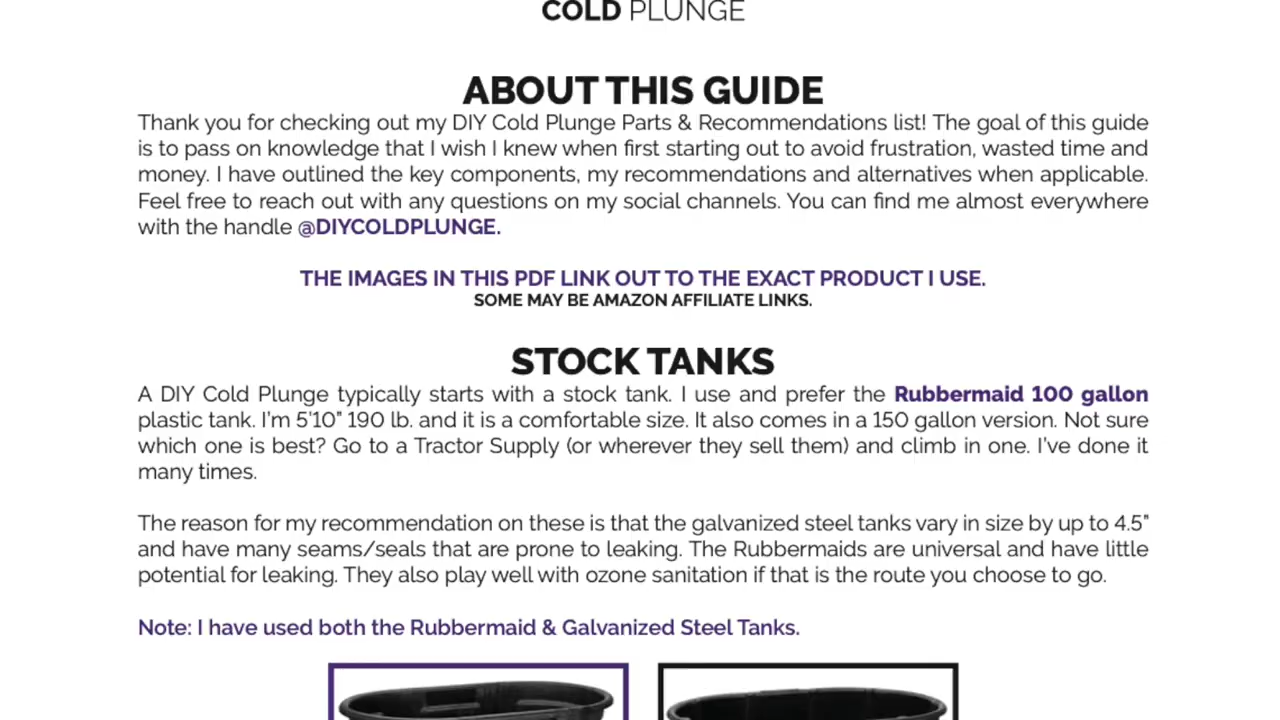 COLD PLUNGE
ABOUT THIS GUIDE
Thank you for checking out my DIY Cold Plunge Parts & Recommendations list! The goal of this guide
is to pass on knowledge that I wish I knew when first starting out to avoid frustration, wasted time and
money. I have outlined the key components, my recommendations and alternatives when applicable.
Feel free to reach out with any questions on my social channels. You can find me almost everywhere
with the handle @DIYCOLDPLUNGE.
THE IMAGES IN THIS PDF LINK OUT TO THE EXACT PRODUCT I USE.
SOME MAY BE AMAZON AFFILIATE LINKS.
STOCK TANKS
A DIY Cold Plunge typically starts with a stock tank. I use and prefer the Rubbermaid 100 gallon
plastic tank. I'm 5'10” 190 lb. and it is a comfortable size. It also comes in a 150 gallon version. Not sure
which one is best? Go to a Tractor Supply (or wherever they sell them) and climb in one. I've done it
many times.
The reason for my recommendation on these is that the galvanized steel tanks vary in size by up to 4.5”
and have many seams/seals that are prone to leaking. The Rubbermaids are universal and have little
potential for leaking. They also play well with ozone sanitation if that is the route you choose to go.
Note: I have used both the Rubbermaid & Galvanized Steel Tanks.